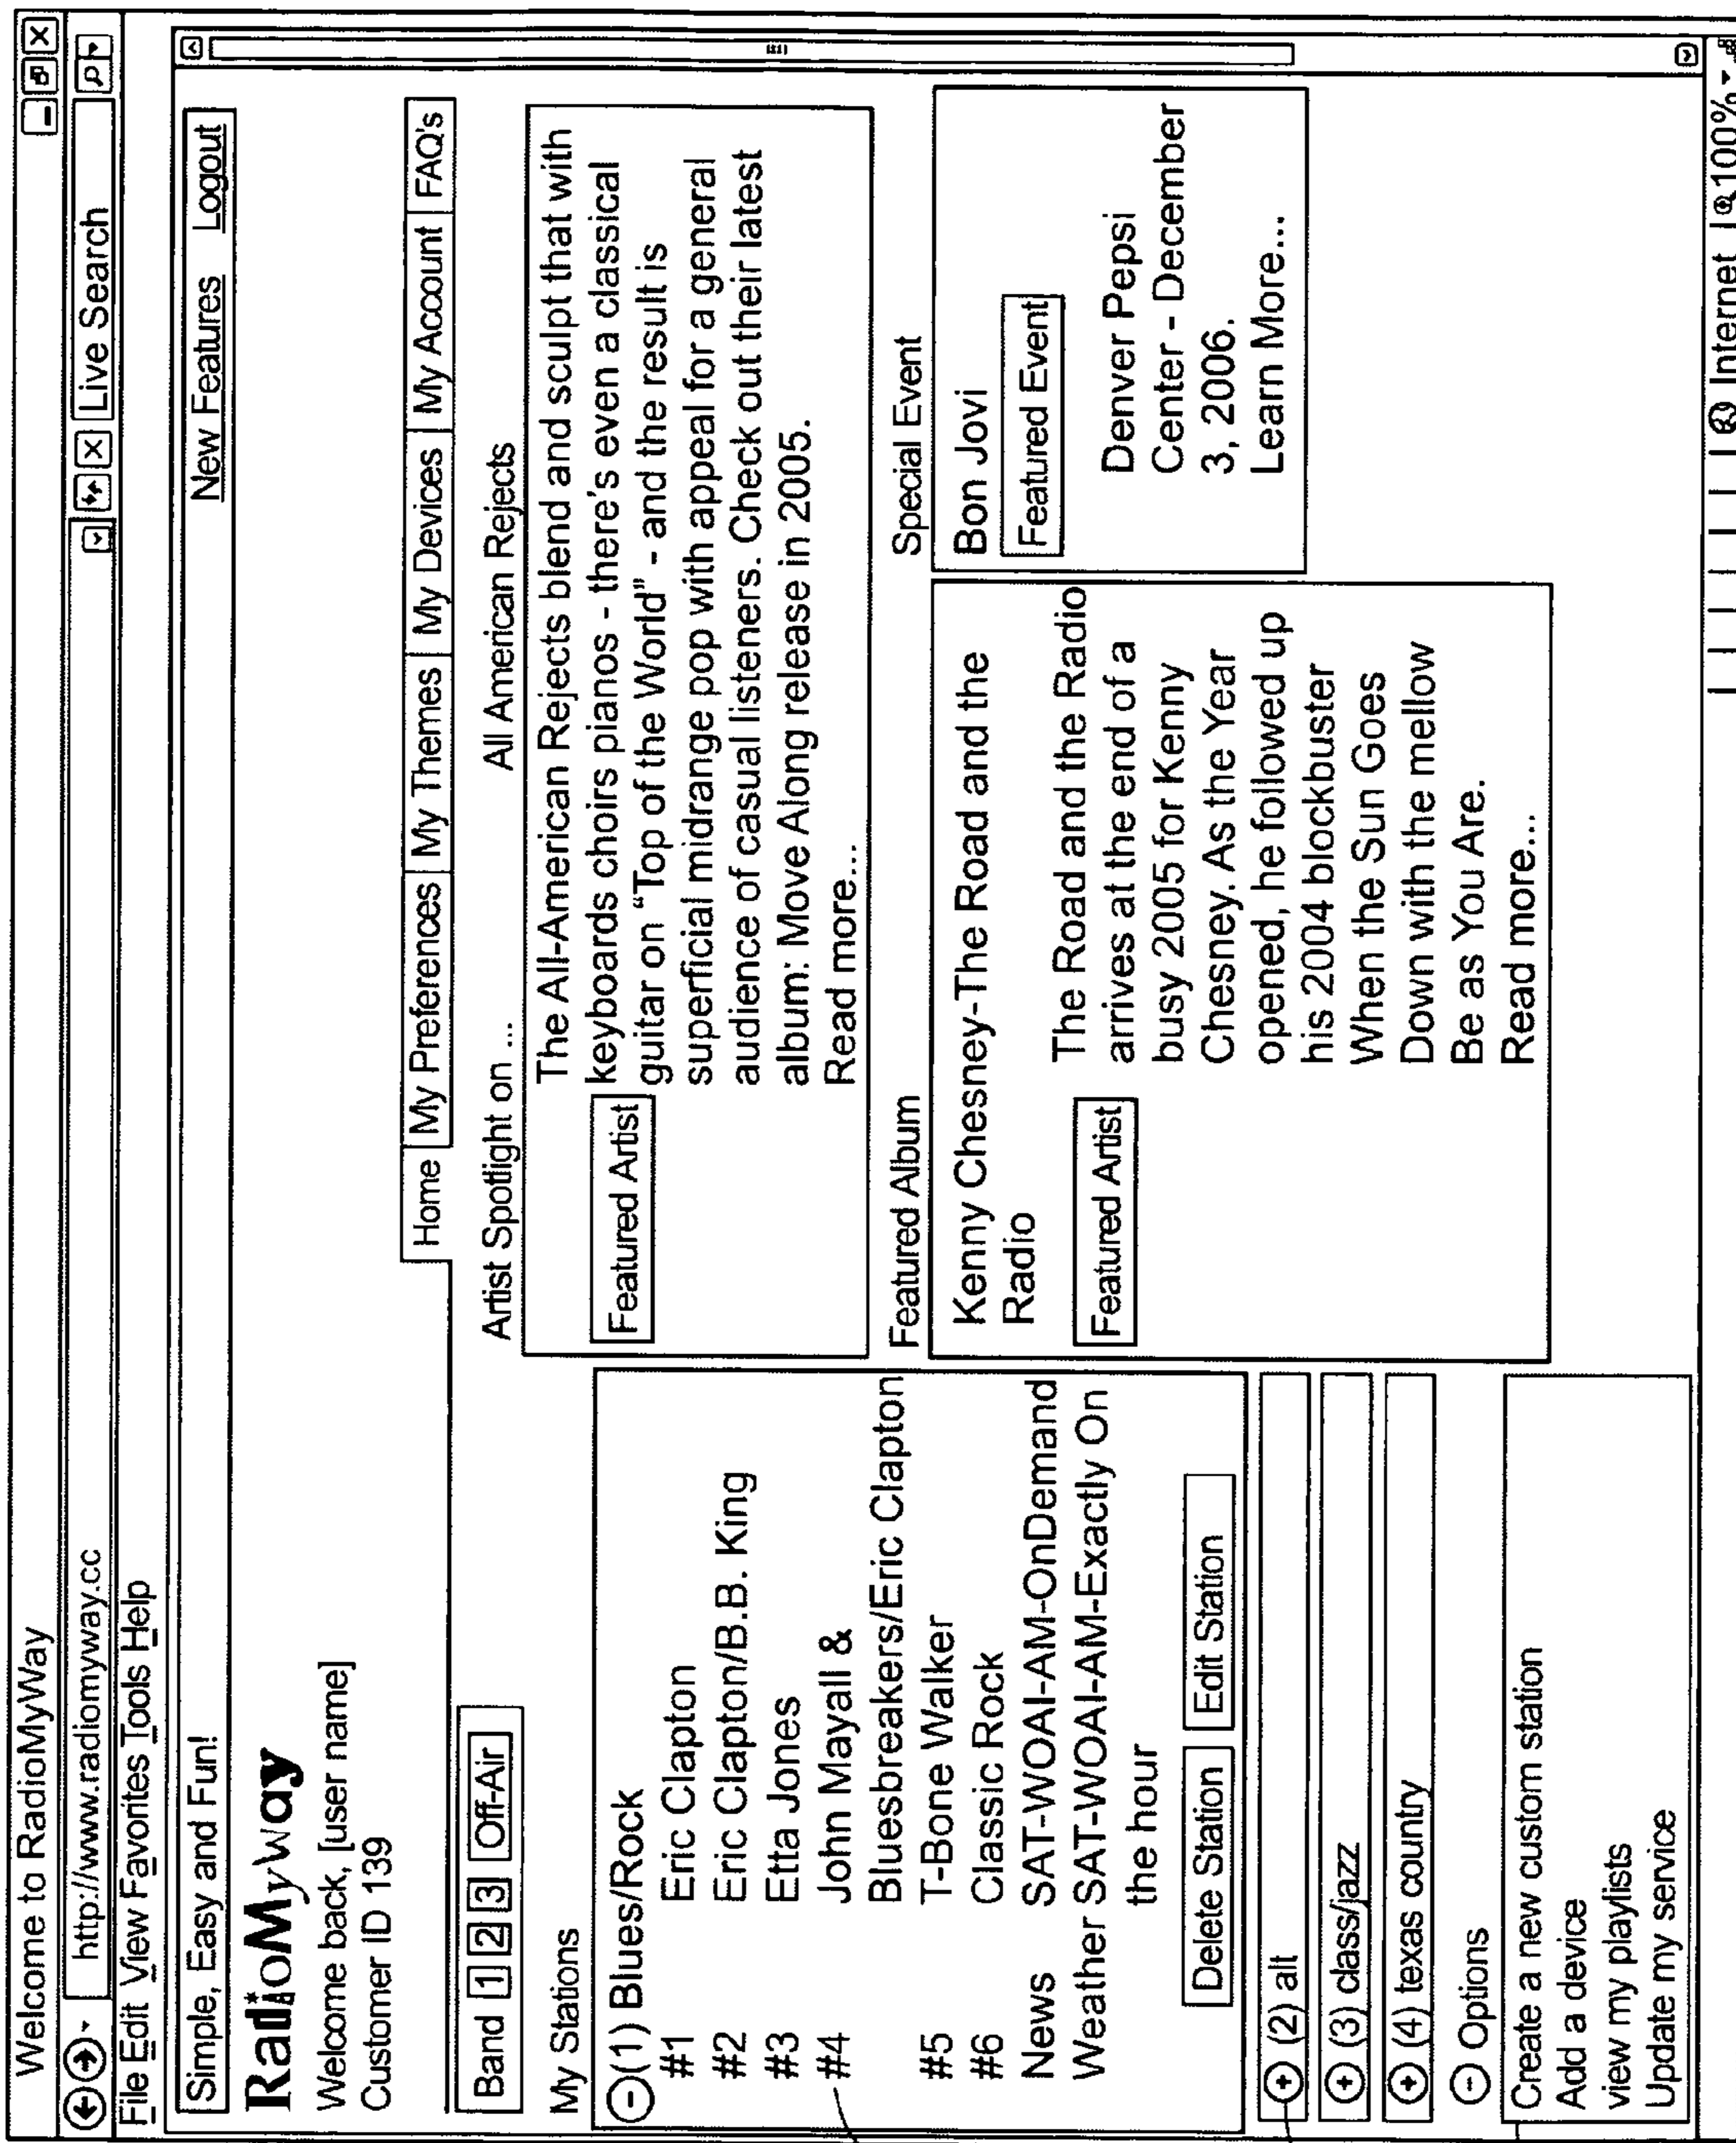 Welcome to RadioMyWay
http://www.radiomyway.cc
Live Search
File Edit View Favorites Tools Help
Simple, Easy and Fun!
New Features Logout
RadioMyWay
Welcome back, [user name]
Customer ID 139
Home My Preferences My Themes My Devices My Account FAQ's
Band 1 2 3 Off-Air
My Stations
(1) Blues/Rock
#1 Eric Clapton
#2 Eric Clapton/B.B. King
#3 Etta Jones
#4 John Mayall &
Bluesbreakers/Eric Clapton
#5 T-Bone Walker
#6 Classic Rock
News SAT-WOAI-AM-OnDemand
Weather SAT-WOAI-AM-Exactly On
the hour
Delete Station Edit Station
(2) alt
(3) class/jazz
(4) texas country
Options
Create a new custom station
Add a device
view my playlists
Update my service
Artist Spotlight on ... All American Rejects
Featured Artist
The All-American Rejects blend and sculpt that with
keyboards choirs pianos - there's even a classical
guitar on "Top of the World" - and the result is
superficial midrange pop with appeal for a general
audience of casual listeners. Check out their latest
album: Move Along release in 2005.
Read more...
Featured Album
Kenny Chesney-The Road and the
Radio
Featured Artist
The Road and the Radio
arrives at the end of a
busy 2005 for Kenny
Chesney. As the Year
opened, he followed up
his 2004 blockbuster
When the Sun Goes
Down with the mellow
Be as You Are.
Read more...
Special Event
Bon Jovi
Featured Event
Denver Pepsi
Center - December
3, 2006.
Learn More...
Internet 100%